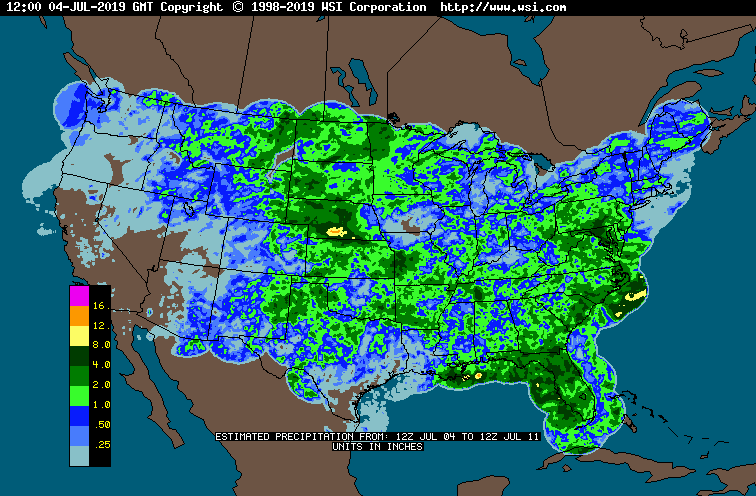 12:00 04-JUL-2019 GMT Copyright © 1998-2019 WSI Corporation http://www.wsi.com
16.
12.
8.0
4.0
2.0
1.0
.50
.25
ESTIMATED PRECIPITATION FROM: 12Z JUL 04 TO 12Z JUL 11
UNITS IN INCHES